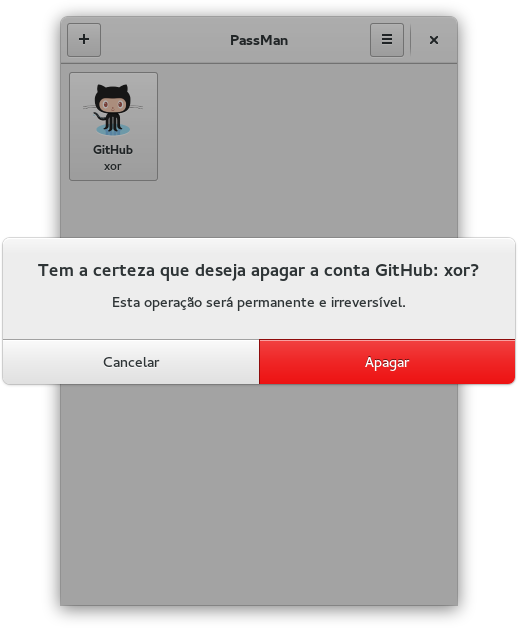 PassMan
GitHub
xor
Tem a certeza que deseja apagar a conta GitHub: xor?
Esta operação será permanente e irreversível.
Cancelar
Apagar